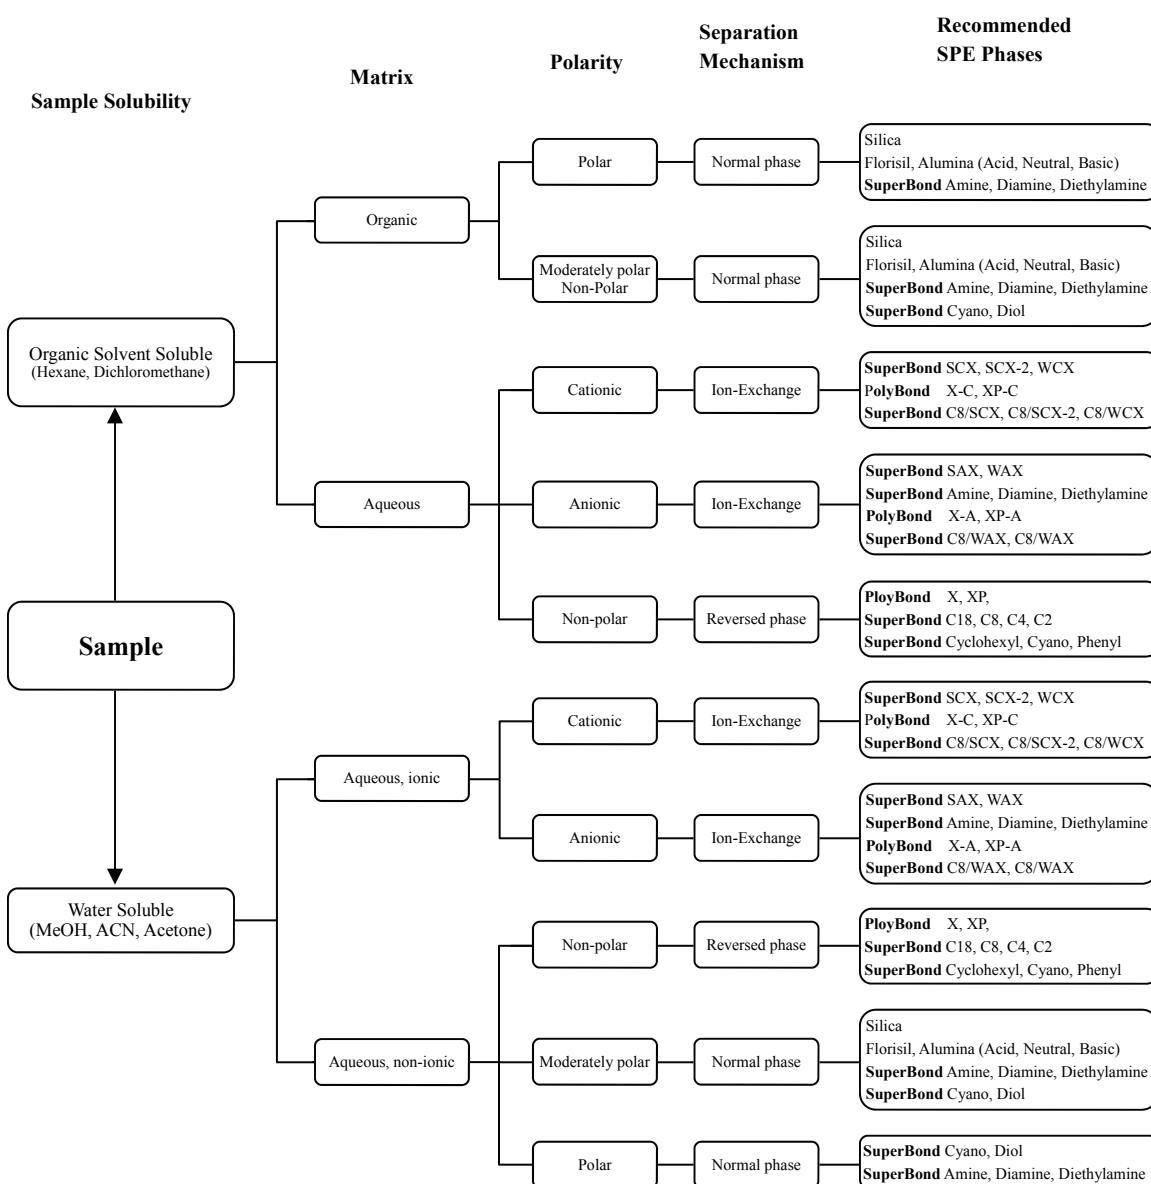 Sample Solubility
Matrix
Polarity
Separation
Mechanism
Recommended
SPE Phases
Organic Solvent Soluble
(Hexane, Dichloromethane)
Sample
Water Soluble
(MeOH, ACN, Acetone)
Organic
Polar
Normal phase
Silica
Florisil, Alumina (Acid, Neutral, Basic)
SuperBond Amine, Diamine, Diethylamine
Moderately polar
Non-Polar
Normal phase
Silica
Florisil, Alumina (Acid, Neutral, Basic)
SuperBond Amine, Diamine, Diethylamine
SuperBond Cyano, Diol
Aqueous
Cationic
Ion-Exchange
SuperBond SCX, SCX-2, WCX
PolyBond X-C, XP-C
SuperBond C8/SCX, C8/SCX-2, C8/WCX
Anionic
Ion-Exchange
SuperBond SAX, WAX
SuperBond Amine, Diamine, Diethylamine
PolyBond X-A, XP-A
SuperBond C8/WAX, C8/WAX
Non-polar
Reversed phase
PloyBond X, XP,
SuperBond C18, C8, C4, C2
SuperBond Cyclohexyl, Cyano, Phenyl
Aqueous, ionic
Cationic
Ion-Exchange
SuperBond SCX, SCX-2, WCX
PolyBond X-C, XP-C
SuperBond C8/SCX, C8/SCX-2, C8/WCX
Anionic
Ion-Exchange
SuperBond SAX, WAX
SuperBond Amine, Diamine, Diethylamine
PolyBond X-A, XP-A
SuperBond C8/WAX, C8/WAX
Aqueous, non-ionic
Non-polar
Reversed phase
PloyBond X, XP,
SuperBond C18, C8, C4, C2
SuperBond Cyclohexyl, Cyano, Phenyl
Moderately polar
Normal phase
Silica
Florisil, Alumina (Acid, Neutral, Basic)
SuperBond Amine, Diamine, Diethylamine
SuperBond Cyano, Diol
Polar
Normal phase
SuperBond Cyano, Diol
SuperBond Amine, Diamine, Diethylamine